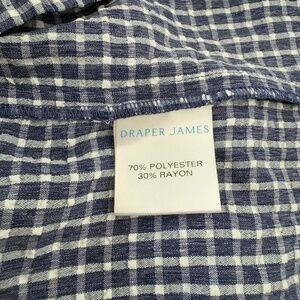 DRAPER JAMES
70% POLYESTER
30% RAYON